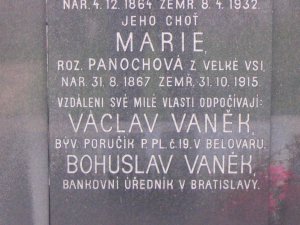 NAR. 4. 12. 1864. ZEMŘ. 8. 4. 1932.
JEHO CHOŤ
MARIE,
ROZ. PANOCHOVÁ Z VELKÉ VSI,
NAR. 31. 8. 1867 ZEMŘ. 31. 10. 1915.
VZDÁLENI SVÉ MILÉ VLASTI ODPOČÍVAJÍ:
VÁCLAV VANĚK,
BÝV. PORUČÍK P. PL. č. 19. V BELOVARU.
BOHUSLAV VANĚK,
BANKOVNÍ ÚŘEDNÍK V BRATISLAVY.